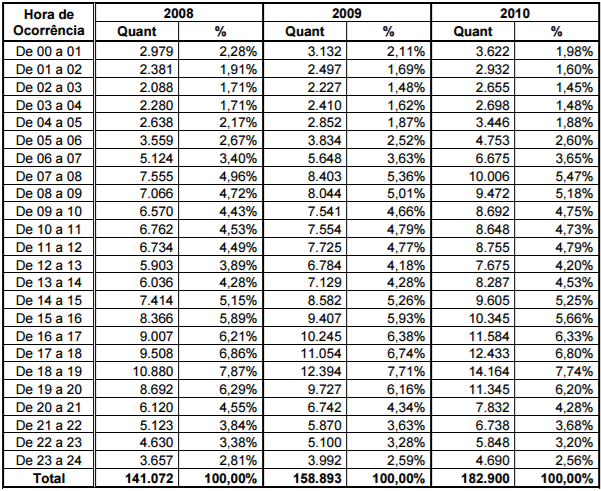 Hora de Ocorrência 2008 2009 2010
Quant % Quant % Quant %
De 00 a 01 2.979 2,28% 3.132 2,11% 3.622 1,98%
De 01 a 02 2.381 1,91% 2.497 1,69% 2.932 1,60%
De 02 a 03 2.088 1,71% 2.227 1,48% 2.655 1,45%
De 03 a 04 2.280 1,71% 2.410 1,62% 2.698 1,48%
De 04 a 05 2.638 2,17% 2.852 1,87% 3.446 1,88%
De 05 a 06 3.559 2,67% 3.834 2,52% 4.753 2,60%
De 06 a 07 5.124 3,40% 5.648 3,63% 6.675 3,65%
De 07 a 08 7.555 4,96% 8.403 5,36% 10.006 5,47%
De 08 a 09 7.066 4,72% 8.044 5,01% 9.472 5,18%
De 09 a 10 6.570 4,43% 7.541 4,66% 8.692 4,75%
De 10 a 11 6.762 4,53% 7.554 4,79% 8.648 4,73%
De 11 a 12 6.734 4,49% 7.725 4,77% 8.755 4,79%
De 12 a 13 5.903 3,89% 6.784 4,18% 7.675 4,20%
De 13 a 14 6.036 4,28% 7.129 4,28% 8.287 4,53%
De 14 a 15 7.414 5,15% 8.582 5,26% 9.605 5,25%
De 15 a 16 8.366 5,89% 9.407 5,93% 10.345 5,66%
De 16 a 17 9.007 6,21% 10.245 6,38% 11.584 6,33%
De 17 a 18 9.508 6,86% 11.054 6,74% 12.433 6,80%
De 18 a 19 10.880 7,87% 12.394 7,71% 14.164 7,74%
De 19 a 20 8.692 6,29% 9.727 6,16% 11.345 6,20%
De 20 a 21 6.120 4,55% 6.742 4,34% 7.832 4,28%
De 21 a 22 5.123 3,84% 5.870 3,63% 6.738 3,68%
De 22 a 23 4.630 3,38% 5.100 3,28% 5.848 3,20%
De 23 a 24 3.657 2,81% 3.992 2,59% 4.690 2,56%
Total 141.072 100,00% 158.893 100,00% 182.900 100,00%